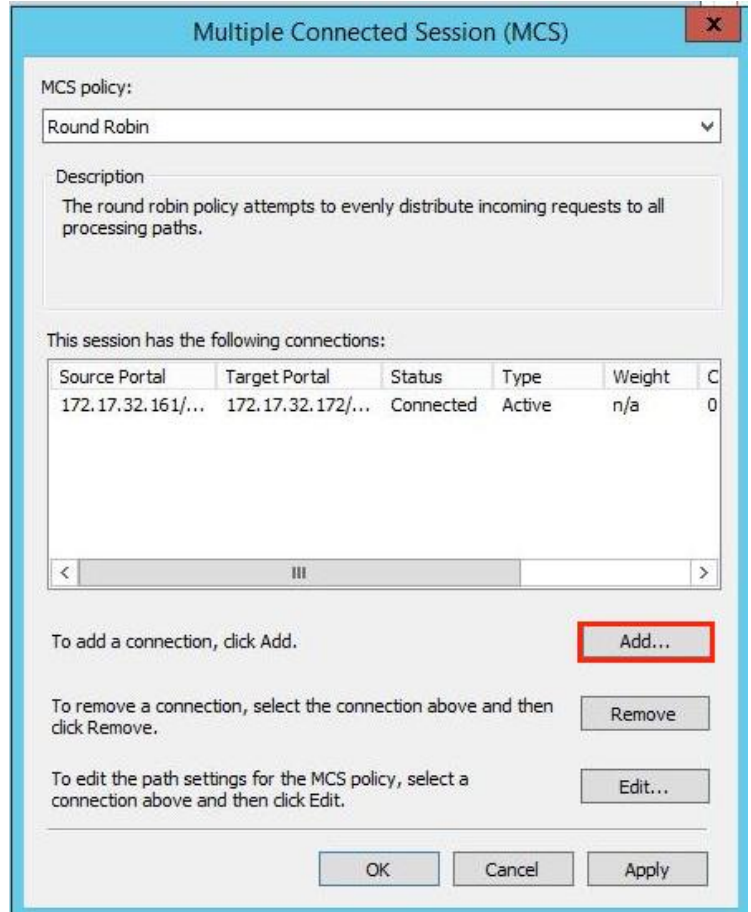 Multiple Connected Session (MCS)
x
MCS policy:
Round Robin
Description
The round robin policy attempts to evenly distribute incoming requests to all
processing paths.
This session has the following connections:
Source Portal Target Portal Status Type Weight C
172.17.32.161/... 172.17.32.172/... Connected Active n/a 0
To add a connection, click Add.
Add...
To remove a connection, select the connection above and then
click Remove.
Remove
To edit the path settings for the MCS policy, select a
connection above and then click Edit.
Edit...
OK Cancel Apply